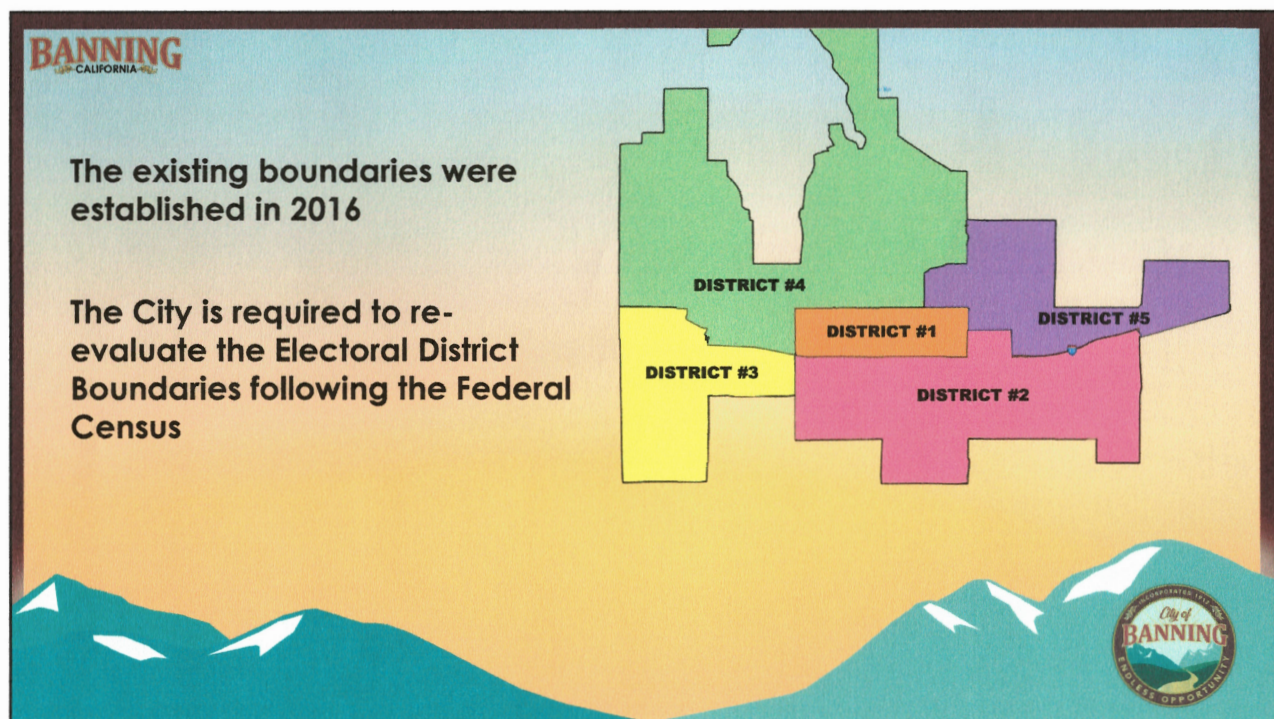 BANNING
CALIFORNIA
The existing boundaries were
established in 2016
The City is required to re-
evaluate the Electoral District
Boundaries following the Federal
Census
DISTRICT #4
DISTRICT #1
DISTRICT #5
DISTRICT #3
DISTRICT #2
INCORPORATED 1913
City of
BANNING
ENDLESS OPPORTUNITY